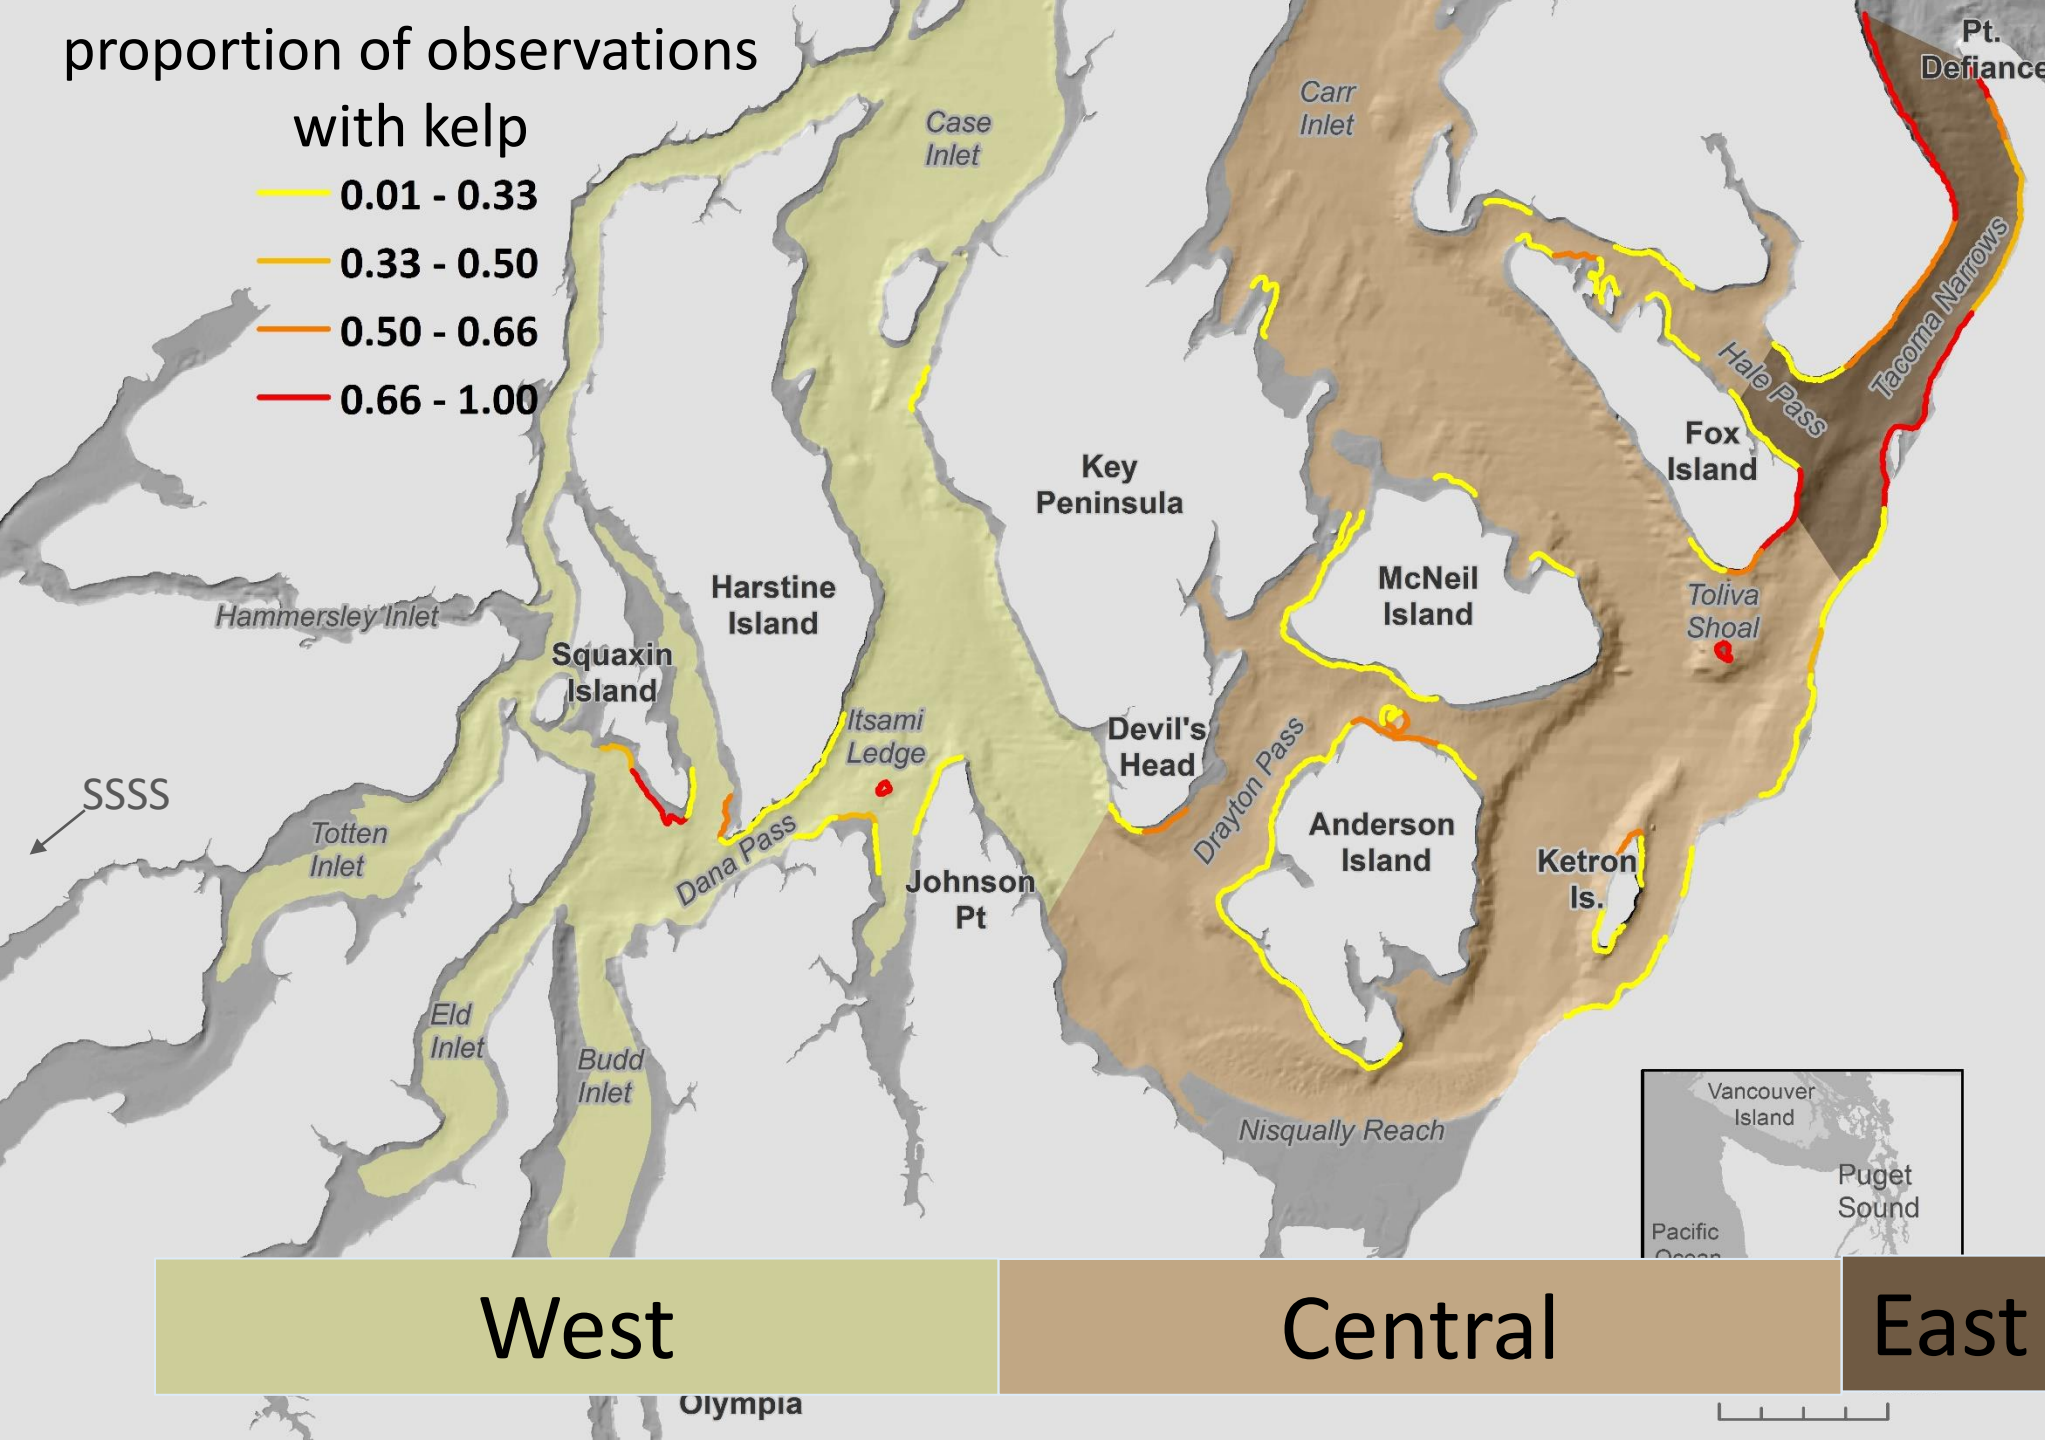 proportion of observations
with kelp
0.01 - 0.33
0.33 - 0.50
0.50 - 0.66
0.66 - 1.00
Pt.
Defiance
Carr
Inlet
Case
Inlet
Tacoma Narrows
Hale Pass
Fox
Island
Key
Peninsula
McNeil
Island
Harstine
Island
Toliva
Shoal
Hammersley Inlet
Squaxin
Island
Itsami
Ledge
Devil's
Head
Drayton Pass
SSSS
Totten
Inlet
Dana Pass
Anderson
Island
Ketron
Is.
Johnson
Pt
Eld
Inlet
Budd
Inlet
Nisqually Reach
Vancouver
Island
Puget
Sound
Pacific
Ocean
West
Central
East
Olympia